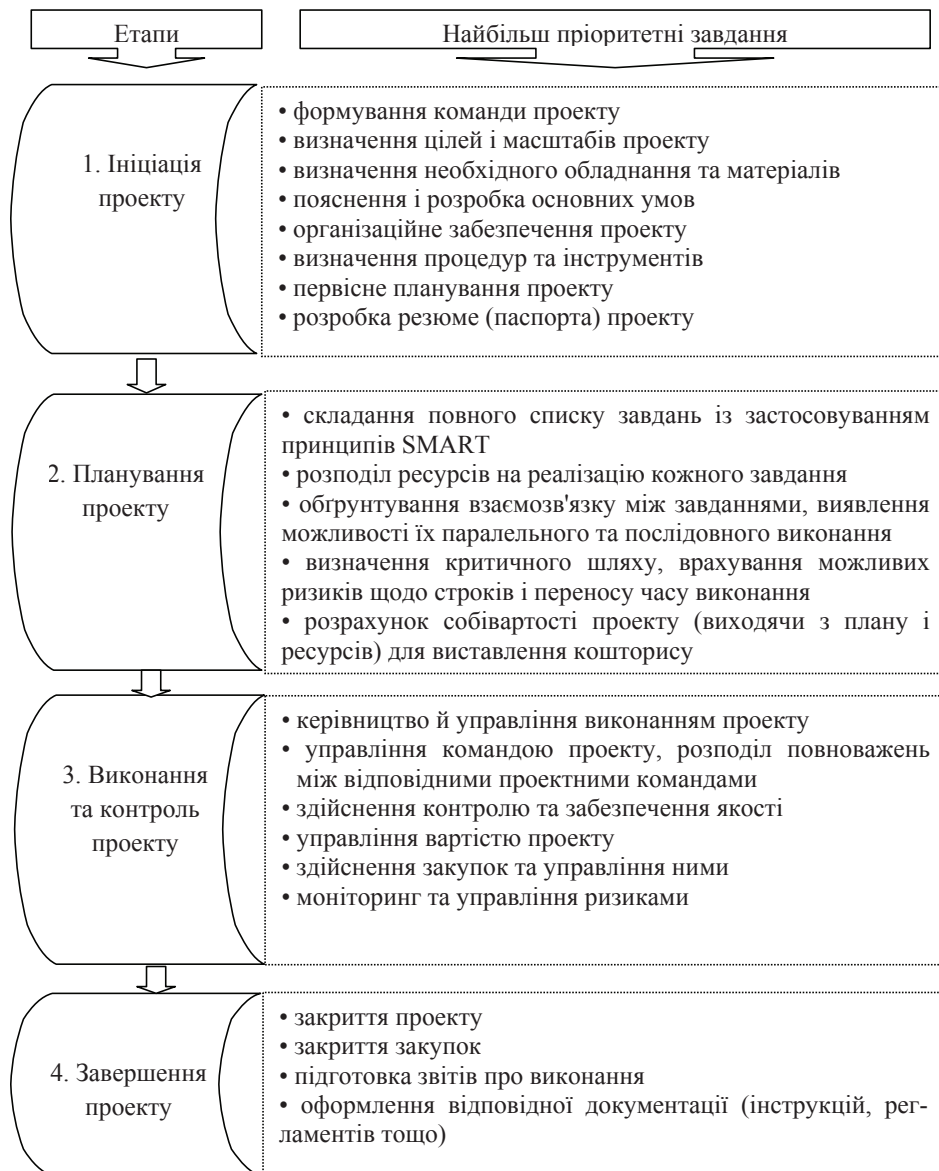 Етапи
Найбільш пріоритетні завдання
1. Ініціація
проекту
• формування команди проекту
• визначення цілей і масштабів проекту
• визначення необхідного обладнання та матеріалів
• пояснення і розробка основних умов
• організаційне забезпечення проекту
• визначення процедур та інструментів
• первісне планування проекту
• розробка резюме (паспорта) проекту
2. Планування
проекту
• складання повного списку завдань із застосовуванням
принципів SMART
• розподіл ресурсів на реалізацію кожного завдання
• обґрунтування взаємозв'язку між завданнями, виявлення
можливості їх паралельного та послідовного виконання
• визначення критичного шляху, врахування можливих
ризиків щодо строків і переносу часу виконання
• розрахунок собівартості проекту (виходячи з плану і
ресурсів) для виставлення кошторису
3. Виконання
та контроль
проекту
• керівництво й управління виконанням проекту
• управління командою проекту, розподіл повноважень
між відповідними проектними командами
• здійснення контролю та забезпечення якості
• управління вартістю проекту
• здійснення закупок та управління ними
• моніторинг та управління ризиками
4. Завершення
проекту
• закриття проекту
• закриття закупок
• підготовка звітів про виконання
• оформлення відповідної документації (інструкцій, рег-
ламентів тощо)